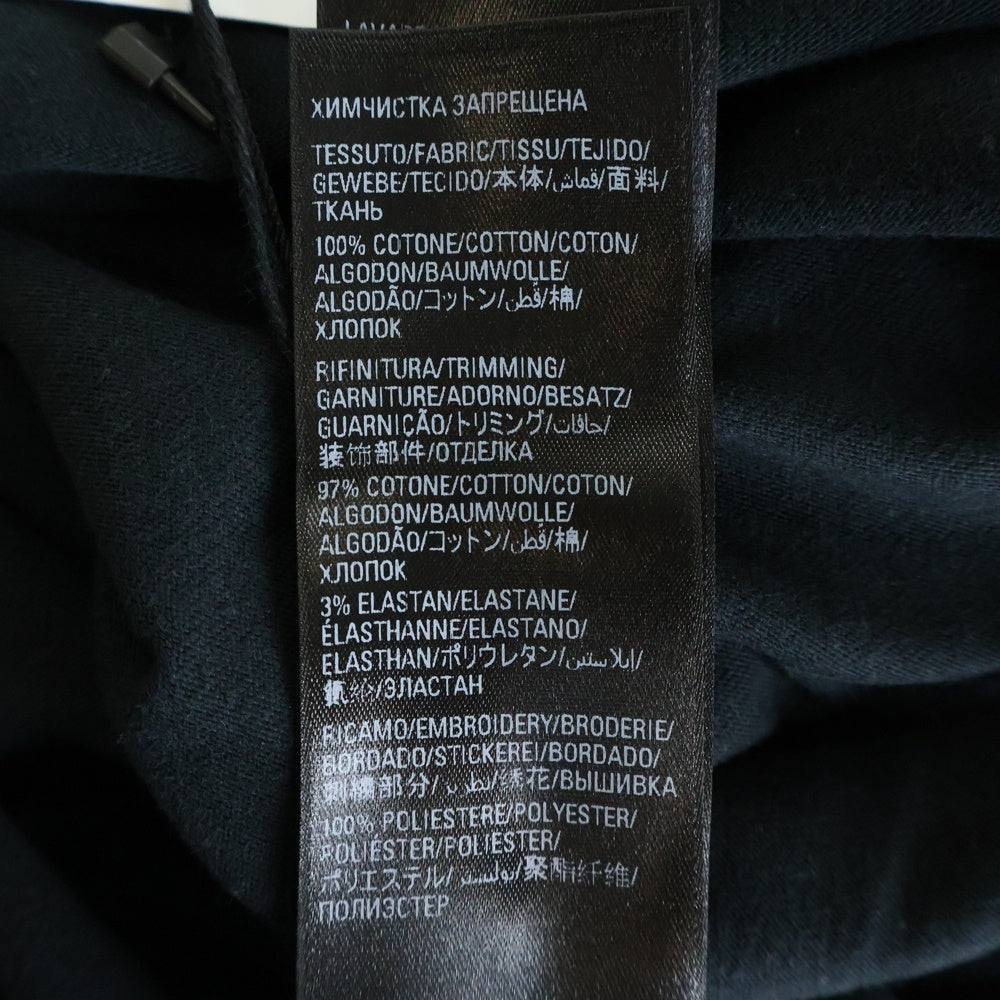 ХИМЧИСТКА ЗАПРЕЩЕНА
TESSUTO/FABRIC/TISSU/TEJIDO/
GEWEBE/TECIDO/本体/قماش/面料/
ТКАНЬ
100% COTONE/COTTON/COTON/
ALGODON/BAUMWOLLE/
ALGODÃO/コットン/قطن/棉/
ХЛОПОК
RIFINITURA/TRIMMING/
GARNITURE/ADORNO/BESATZ/
GUARNICÃO/トリミング/حافات/
装饰部件/ОТДЕЛКА
97% COTONE/COTTON/COTON/
ALGODON/BAUMWOLLE/
ALGODÃO/コットン/قطن/棉/
ХЛОПОК
3% ELASTAN/ELASTANE/
ÉLASTHANNE/ELASTANO/
ELASTHAN/ポリウレタン/إيلاستين/
/ЭЛАСТАН
RICAMO/EMBROIDERY/BRODERIE/
BORDADO/STICKEREI/BORDADO/
刺繍部分/绣花/ВЫШИВКА
100% POLIESTERE/POLYESTER/
POLIESTER/POLIÉSTER/
ポリエステル/بوليستر/聚酯纤维/
ПОЛИЭСТЕР